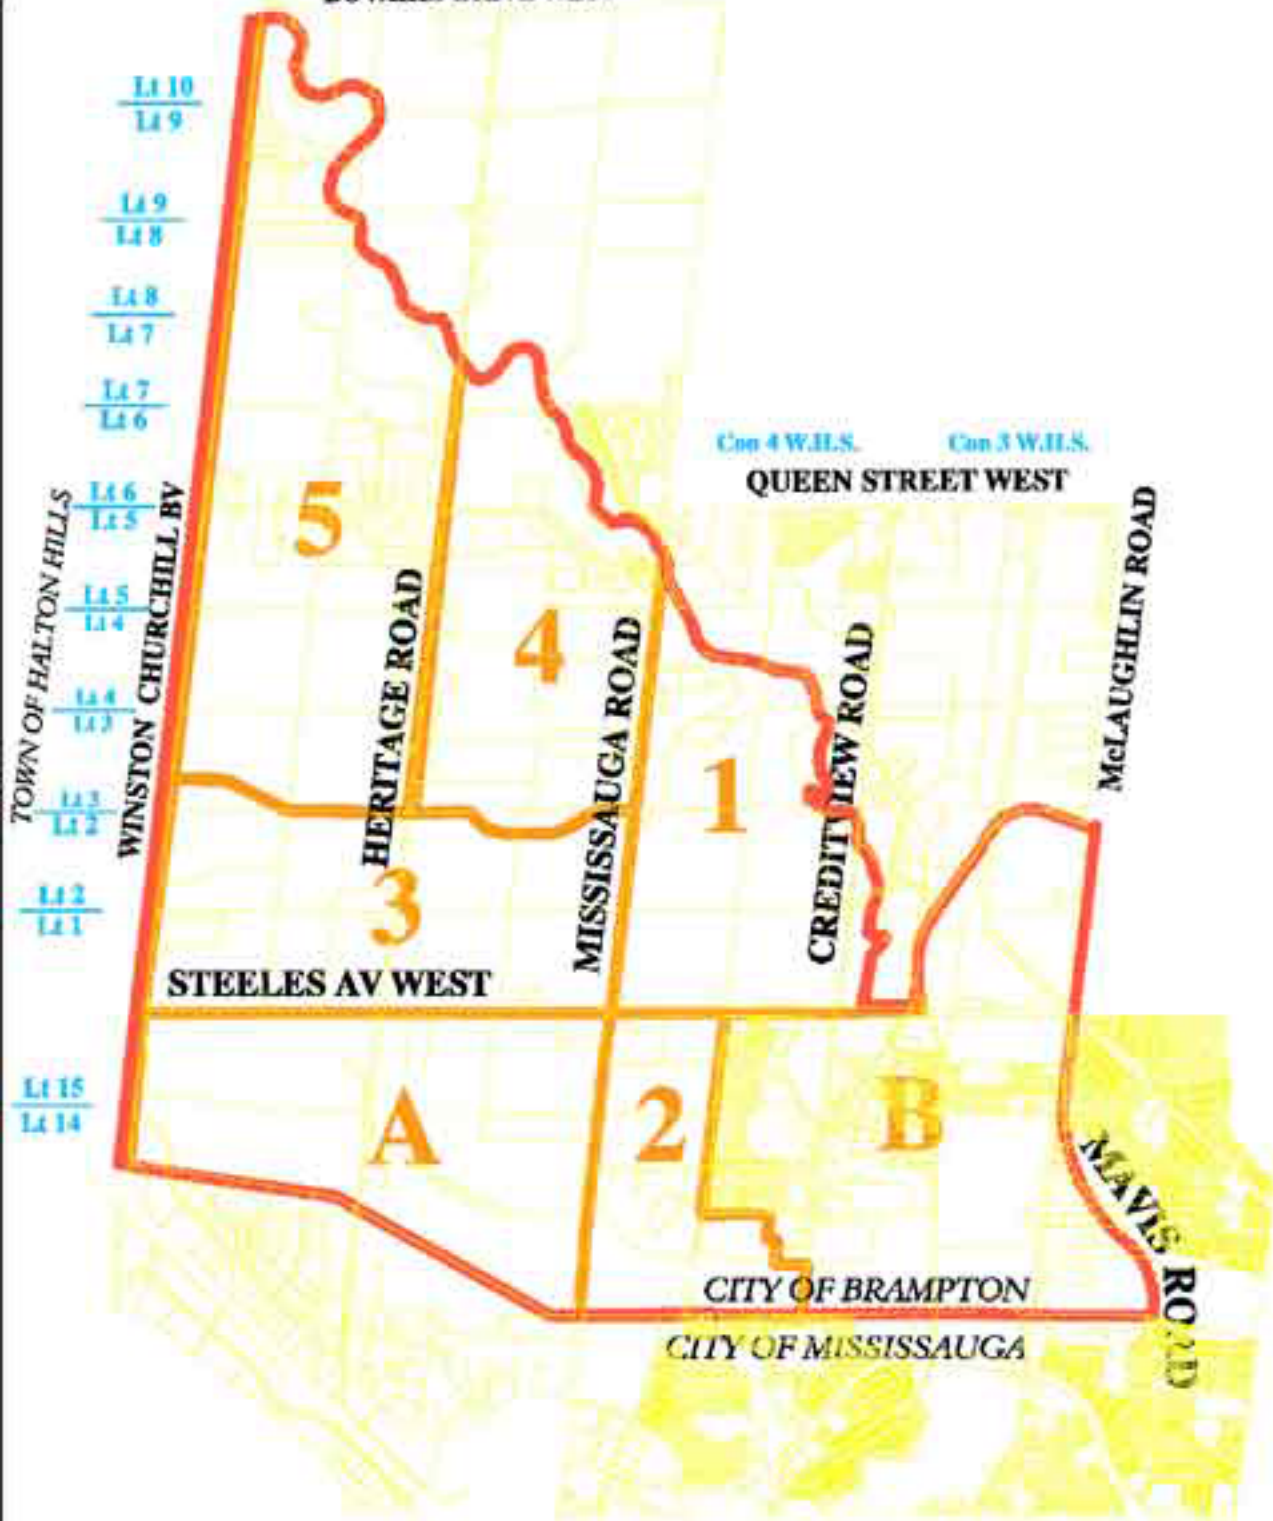 Lt 10
Lt 9
Lt 9
Lt 8
Lt 8
Lt 7
Lt 7
Lt 6
Con 4 W.H.S.
Con 3 W.H.S.
QUEEN STREET WEST
Lt 6
Lt 5
5
TOWN OF HALTON HILLS
WINSTON CHURCHILL BV
HERITAGE ROAD
4
MISSISSAUGA ROAD
CREDITVIEW ROAD
McLAUGHLIN ROAD
Lt 5
Lt 4
Lt 4
Lt 3
1
Lt 3
Lt 2
3
Lt 2
Lt 1
STEELES AV WEST
Lt 15
Lt 14
A
2
B
MAVIS ROAD
CITY OF BRAMPTON
CITY OF MISSISSAUGA